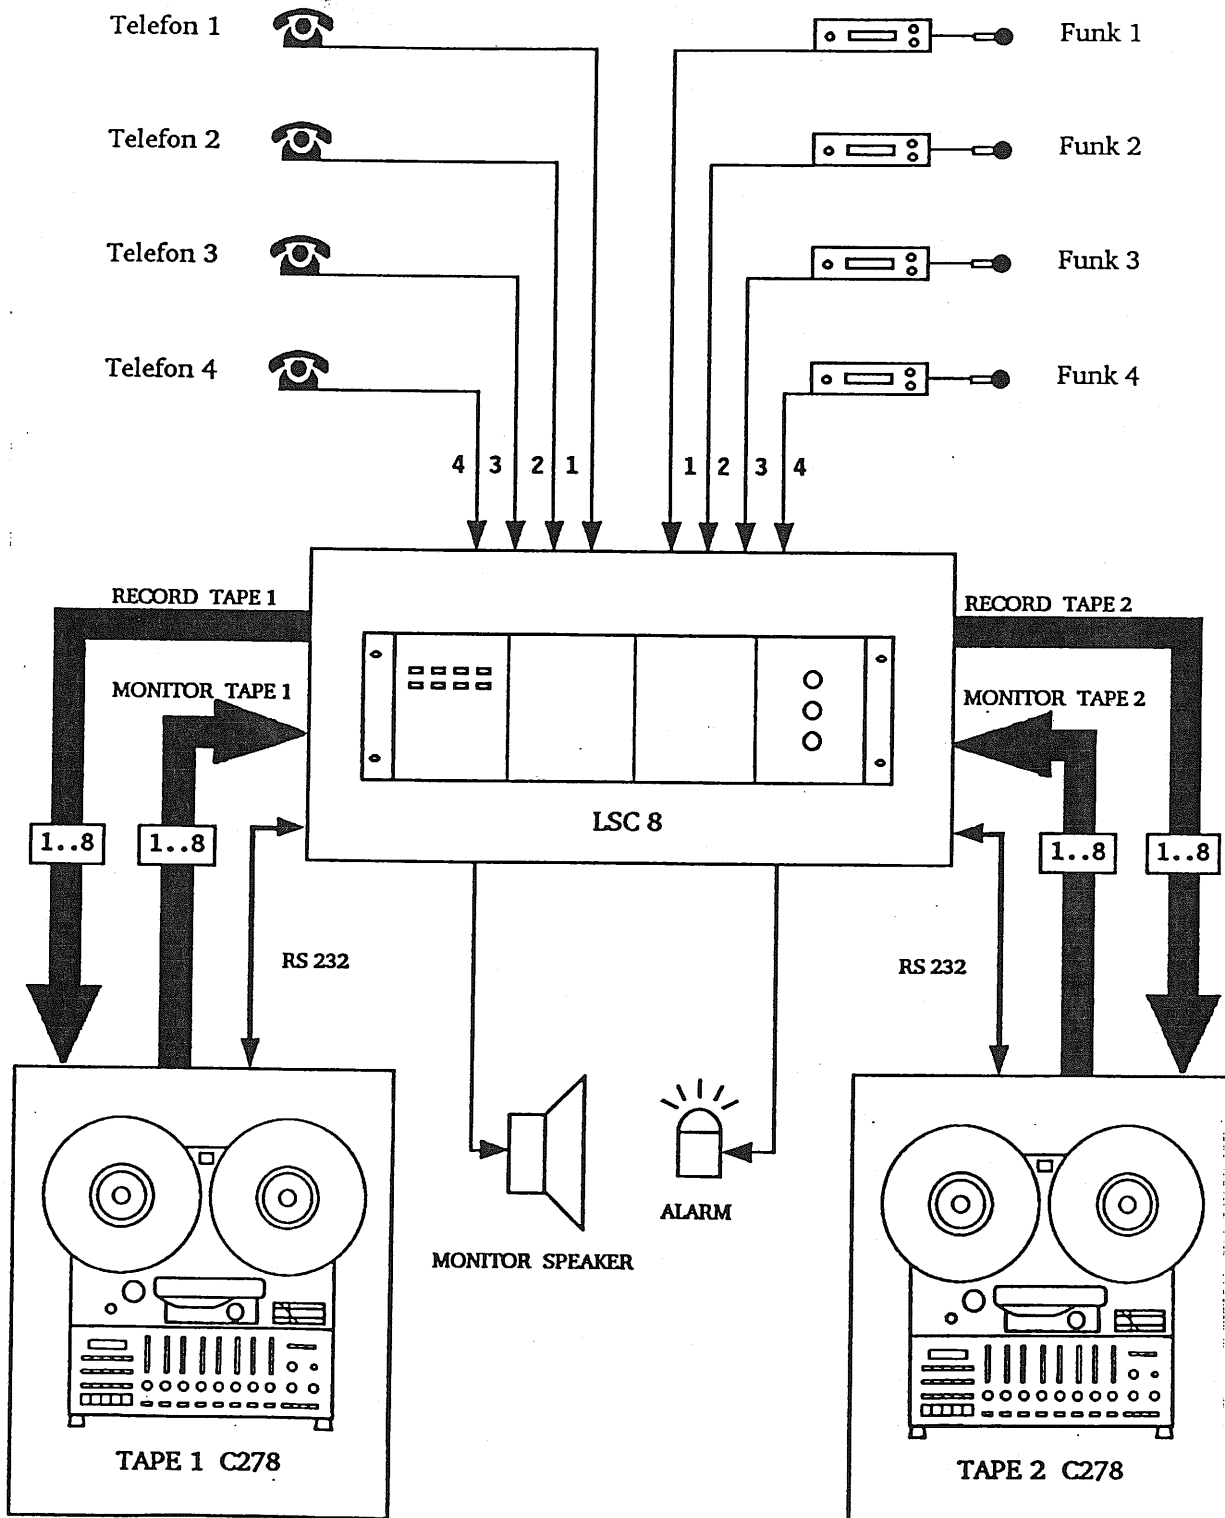 Telefon 1
Funk 1
Telefon 2
Funk 2
Telefon 3
Funk 3
Telefon 4
Funk 4
4 3 2 1
1 2 3 4
RECORD TAPE 1
RECORD TAPE 2
MONITOR TAPE 1
MONITOR TAPE 2
LSC 8
1..8
1..8
1..8
1..8
RS 232
RS 232
ALARM
MONITOR SPEAKER
TAPE 1 C278
TAPE 2 C278